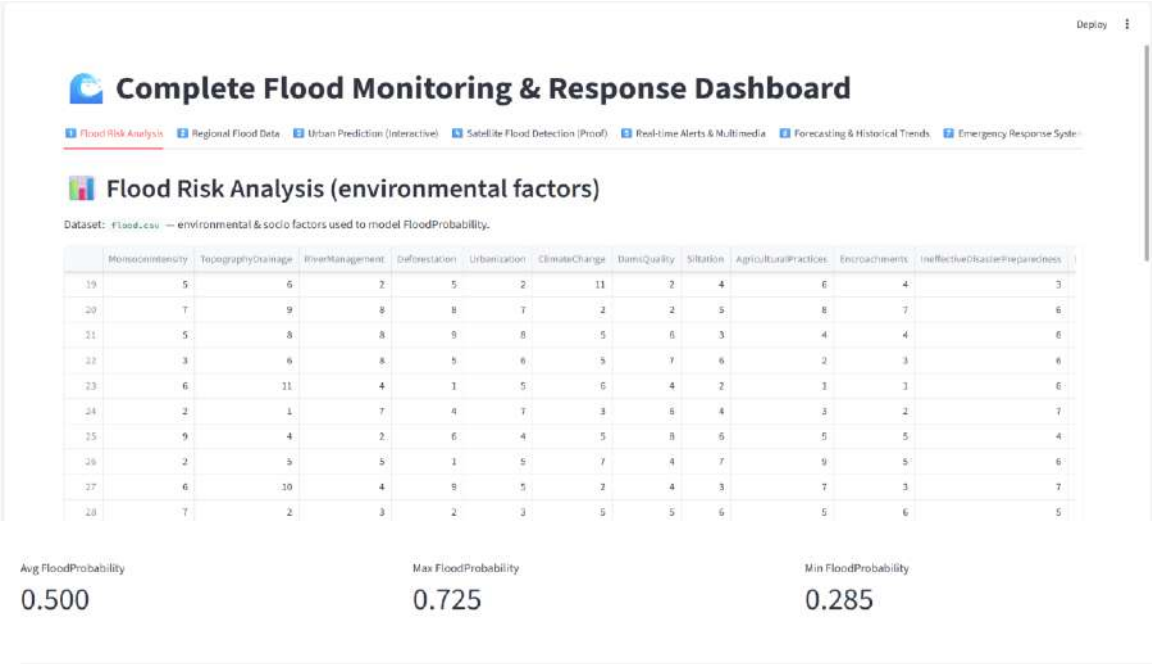 Deploy
Complete Flood Monitoring & Response Dashboard
1 Flood Risk Analysis 2 Regional Flood Data 3 Urban Prediction (Interactive) 4 Satellite Flood Detection (Proof) 5 Real-time Alerts & Multimedia 6 Forecasting & Historical Trends 7 Emergency Response System
Flood Risk Analysis (environmental factors)
Dataset: flood.csv — environmental & socio factors used to model FloodProbability.
MonsoonIntensity TopographyDrainage RiverManagement Deforestation Urbanization ClimateChange DamsQuality Siltation AgriculturalPractices Encroachments IneffectiveDisasterPreparedness
19 5 6 2 5 2 11 2 4 6 4 3
20 7 9 8 8 7 2 2 5 8 7 6
21 5 8 8 9 8 5 6 3 4 4 6
22 3 6 8 5 6 5 7 6 2 3 6
23 6 11 4 1 5 6 4 2 1 1 6
24 2 1 7 4 7 3 6 4 3 2 7
25 9 4 2 6 4 5 8 6 5 5 4
26 2 5 5 1 5 7 4 7 9 5 6
27 6 10 4 9 5 2 4 3 7 3 7
28 7 2 3 2 3 5 5 6 5 6 5
Avg FloodProbability Max FloodProbability Min FloodProbability
0.500 0.725 0.285